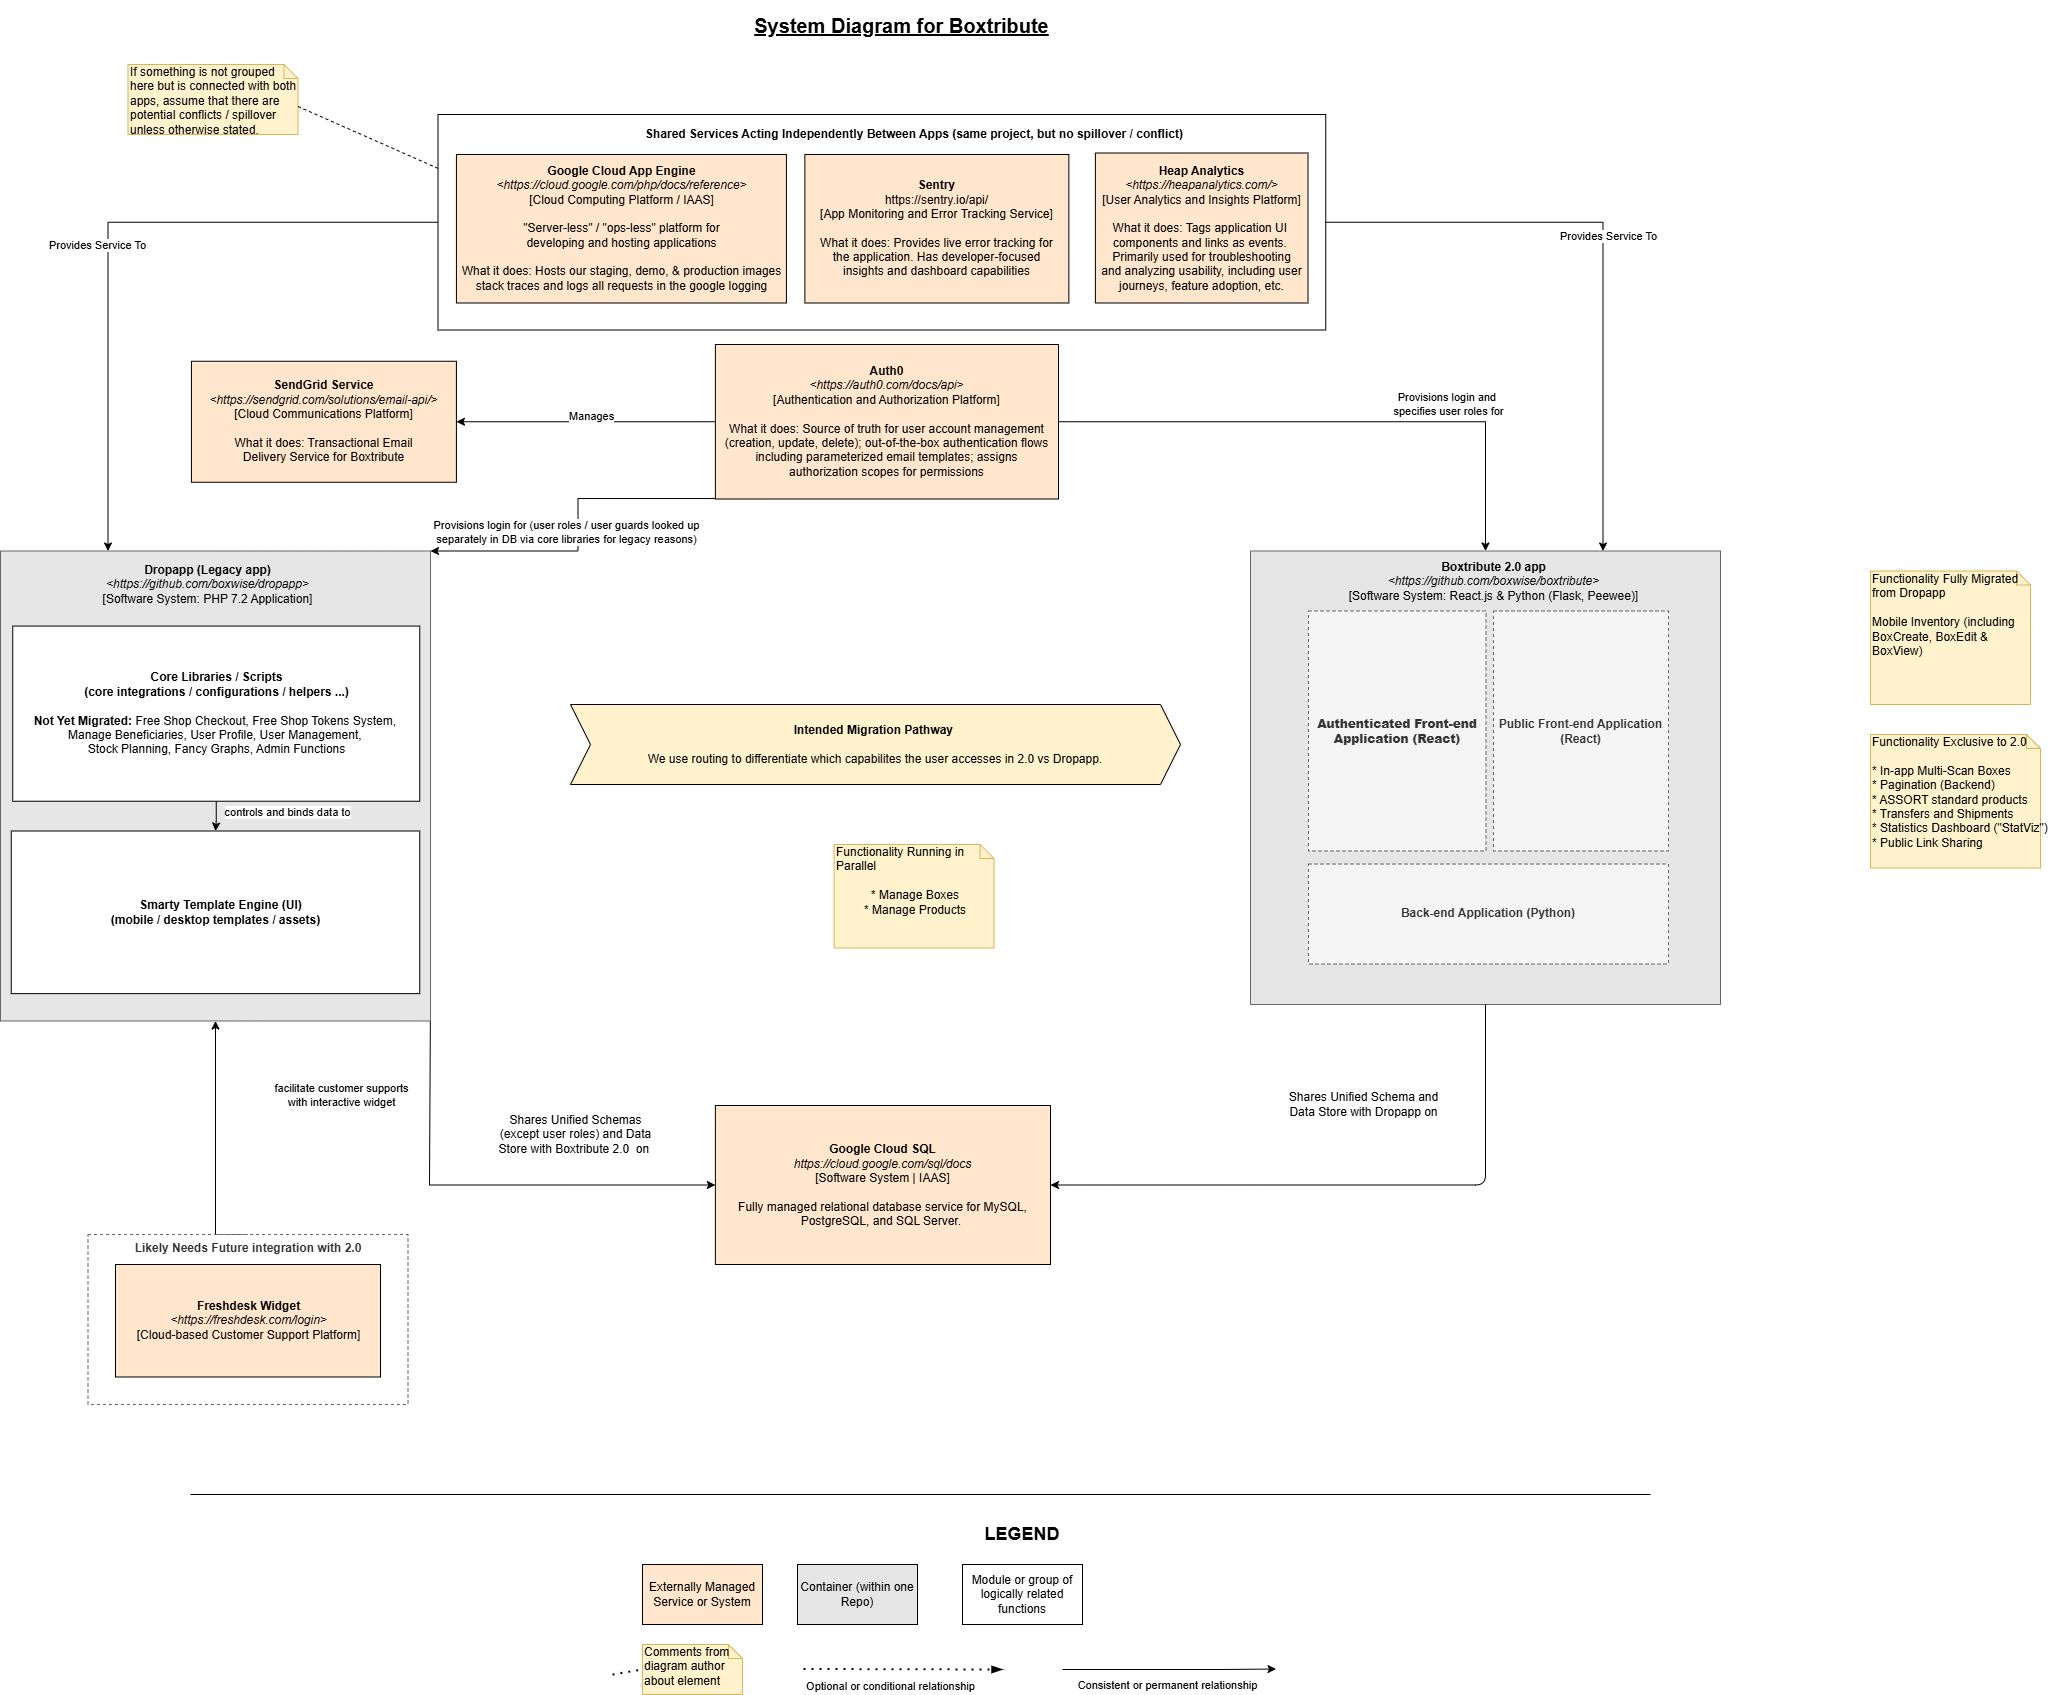 System Diagram for Boxtribute
If something is not grouped
here but is connected with both
apps, assume that there are
potential conflicts / spillover
unless otherwise stated.
Shared Services Acting Independently Between Apps (same project, but no spillover / conflict)
Google Cloud App Engine
<https://cloud.google.com/php/docs/reference>
[Cloud Computing Platform / IAAS]
"Server-less" / "ops-less" platform for
developing and hosting applications
What it does: Hosts our staging, demo, & production images
stack traces and logs all requests in the google logging
Sentry
https://sentry.io/api/
[App Monitoring and Error Tracking Service]
What it does: Provides live error tracking for
the application. Has developer-focused
insights and dashboard capabilities
Heap Analytics
<https://heapanalytics.com/>
[User Analytics and Insights Platform]
What it does: Tags application UI
components and links as events.
Primarily used for troubleshooting
and analyzing usability, including user
journeys, feature adoption, etc.
Provides Service To
Provides Service To
SendGrid Service
<https://sendgrid.com/solutions/email-api/>
[Cloud Communications Platform]
What it does: Transactional Email
Delivery Service for Boxtribute
Manages
Auth0
<https://auth0.com/docs/api>
[Authentication and Authorization Platform]
What it does: Source of truth for user account management
(creation, update, delete); out-of-the-box authentication flows
including parameterized email templates; assigns
authorization scopes for permissions
Provisions login and
specifies user roles for
Provisions login for (user roles / user guards looked up
separately in DB via core libraries for legacy reasons)
Dropapp (Legacy app)
<https://github.com/boxwise/dropapp>
[Software System: PHP 7.2 Application]
Core Libraries / Scripts
(core integrations / configurations / helpers ...)
Not Yet Migrated: Free Shop Checkout, Free Shop Tokens System,
Manage Beneficiaries, User Profile, User Management,
Stock Planning, Fancy Graphs, Admin Functions
controls and binds data to
Smarty Template Engine (UI)
(mobile / desktop templates / assets)
Intended Migration Pathway
We use routing to differentiate which capabilites the user accesses in 2.0 vs Dropapp.
Functionality Running in
Parallel
* Manage Boxes
* Manage Products
Boxtribute 2.0 app
<https://github.com/boxwise/boxtribute>
[Software System: React.js & Python (Flask, Peewee)]
Authenticated Front-end
Application (React)
Public Front-end Application
(React)
Back-end Application (Python)
Functionality Fully Migrated
from Dropapp
Mobile Inventory (including
BoxCreate, BoxEdit &
BoxView)
Functionality Exclusive to 2.0
* In-app Multi-Scan Boxes
* Pagination (Backend)
* ASSORT standard products
* Transfers and Shipments
* Statistics Dashboard ("StatViz")
* Public Link Sharing
facilitate customer supports
with interactive widget
Shares Unified Schemas
(except user roles) and Data
Store with Boxtribute 2.0 on
Google Cloud SQL
https://cloud.google.com/sql/docs
[Software System | IAAS]
Fully managed relational database service for MySQL,
PostgreSQL, and SQL Server.
Shares Unified Schema and
Data Store with Dropapp on
Likely Needs Future integration with 2.0
Freshdesk Widget
<https://freshdesk.com/login>
[Cloud-based Customer Support Platform]
LEGEND
Externally Managed
Service or System
Container (within one
Repo)
Module or group of
logically related
functions
Comments from
diagram author
about element
Optional or conditional relationship
Consistent or permanent relationship